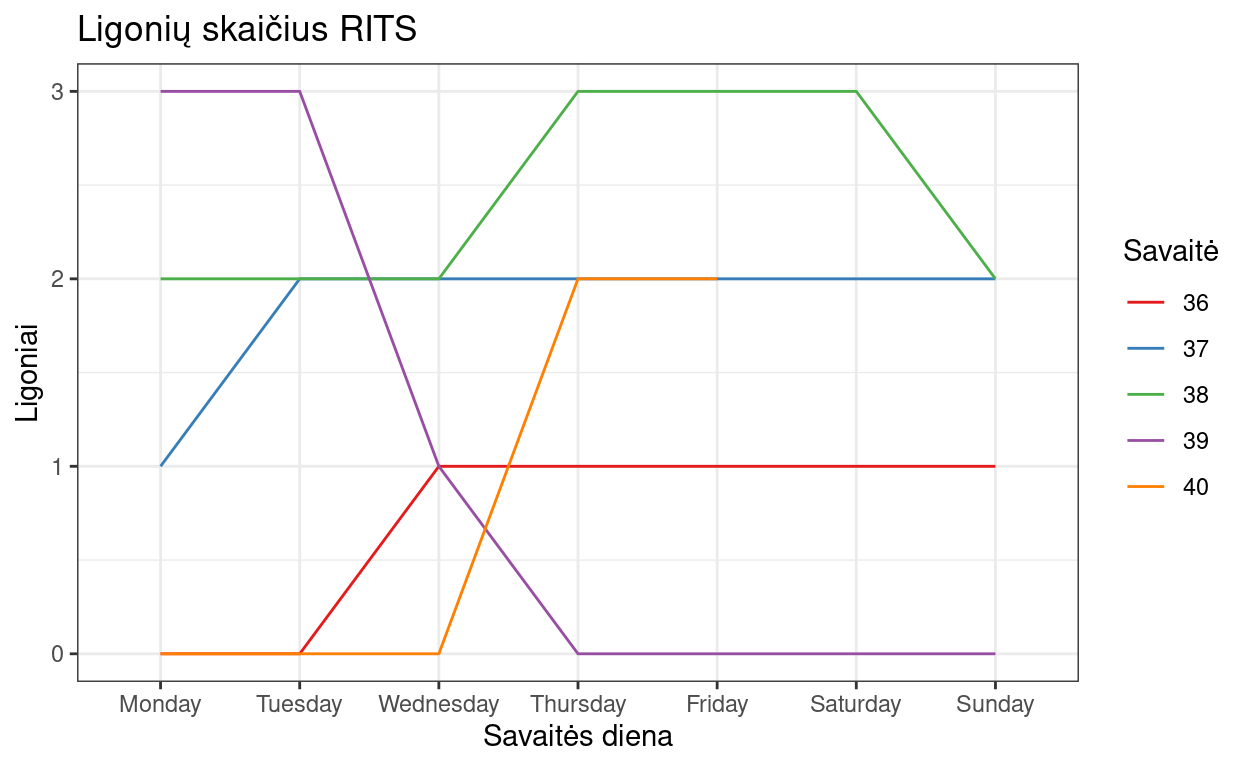 Ligonių skaičius RITS
3
2
1
0
Ligoniai
Monday Tuesday Wednesday Thursday Friday Saturday Sunday
Savaitės diena
Savaitė
36
37
38
39
40